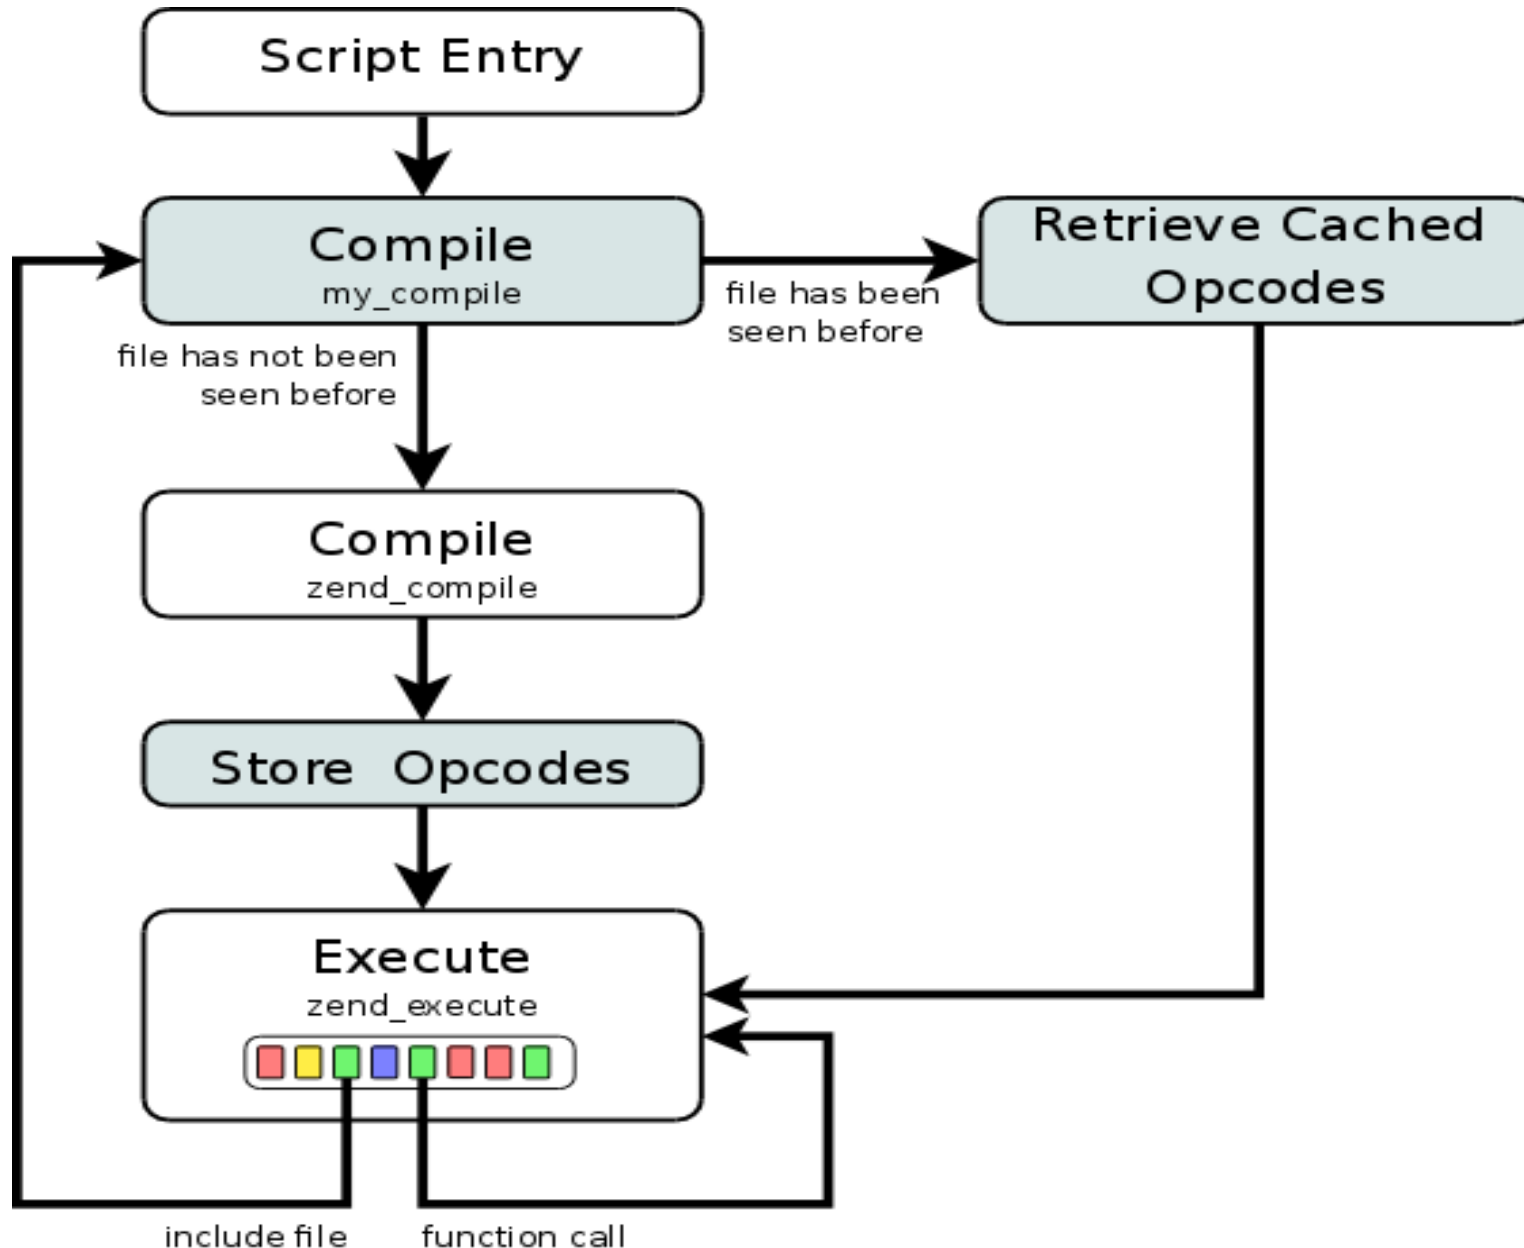 Script Entry
Compile
my_compile
Retrieve Cached
Opcodes
file has been
seen before
file has not been
seen before
Compile
zend_compile
Store Opcodes
Execute
zend_execute
include file
function call